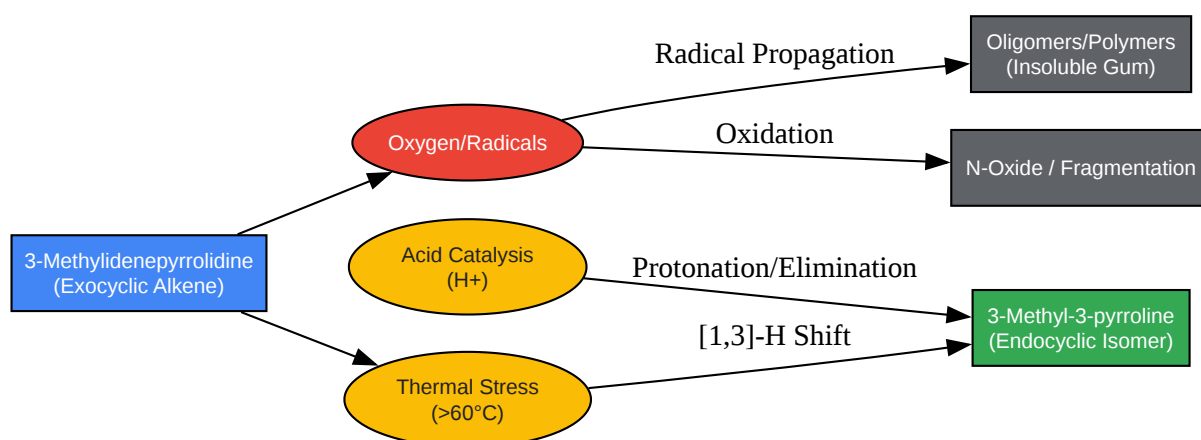 Oligomers/Polymers
(Insoluble Gum)
Radical Propagation
Oxygen/Radicals
Oxidation
N-Oxide / Fragmentation
3-Methylidenepyrrolidine
(Exocyclic Alkene)
Acid Catalysis
(H+)
Protonation/Elimination
3-Methyl-3-pyrroline
(Endocyclic Isomer)
[1,3]-H Shift
Thermal Stress
(>60°C)